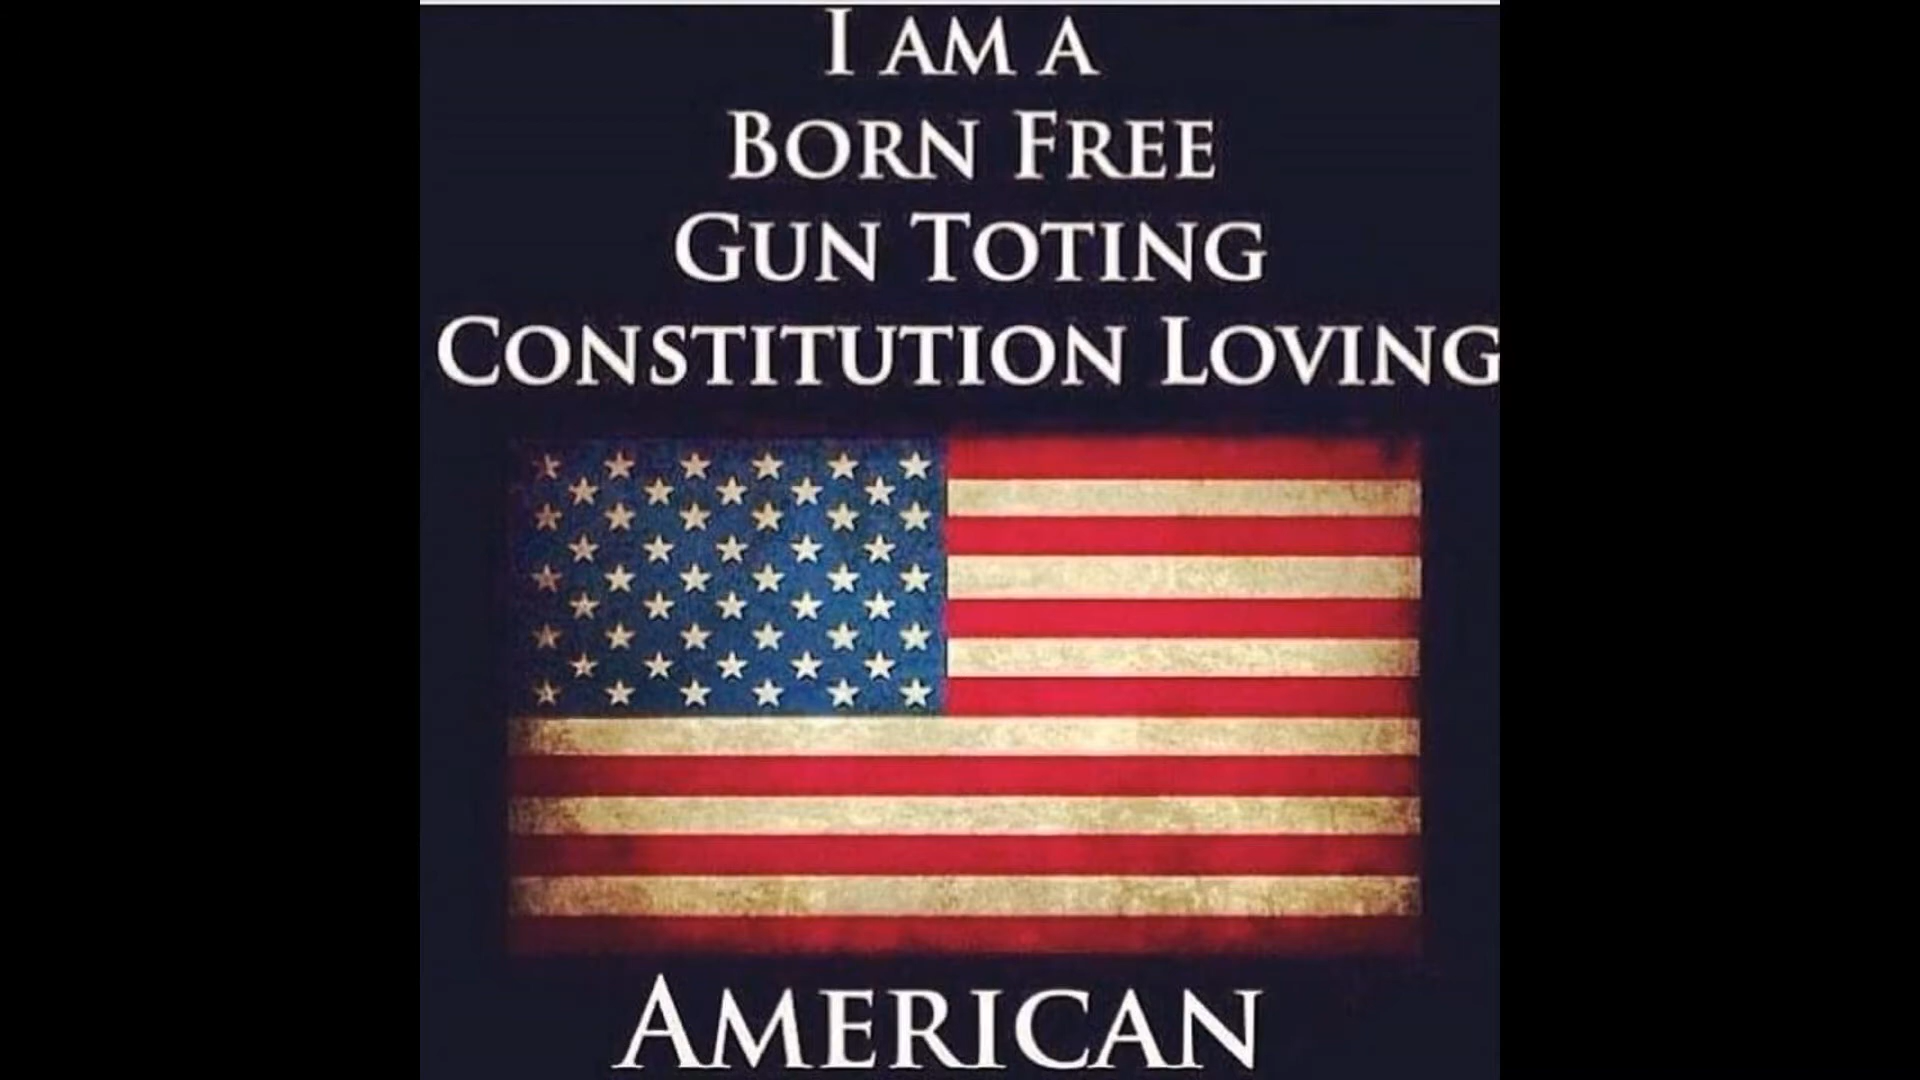 I AM A
BORN FREE
GUN TOTING
CONSTITUTION LOVING
AMERICAN